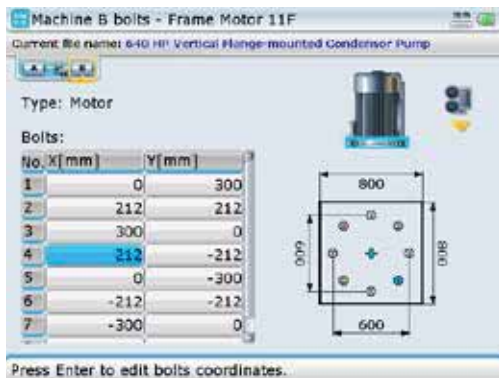 Machine B bolts - Frame Motor 11F
Current file name: 640 HP Vertical Flange-mounted Condensor Pump
A B
Type: Motor
Bolts:
No. X[mm] Y[mm]
1 0 300
2 212 212
3 300 0
4 212 -212
5 0 -300
6 -212 -212
7 -300 0
800
600
800
600
Press Enter to edit bolts coordinates.